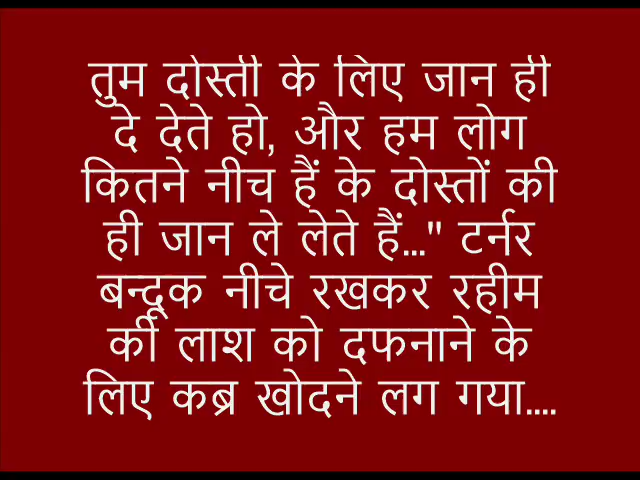 तुम दोस्ती के लिए जान ही
दे देते हो, और हम लोग
कितने नीच हैं के दोस्तों की
ही जान ले लेते हैं..." टर्नर
बन्दूक नीचे रखकर रहीम
की लाश को दफनाने के
लिए कब्र खोदने लग गया....